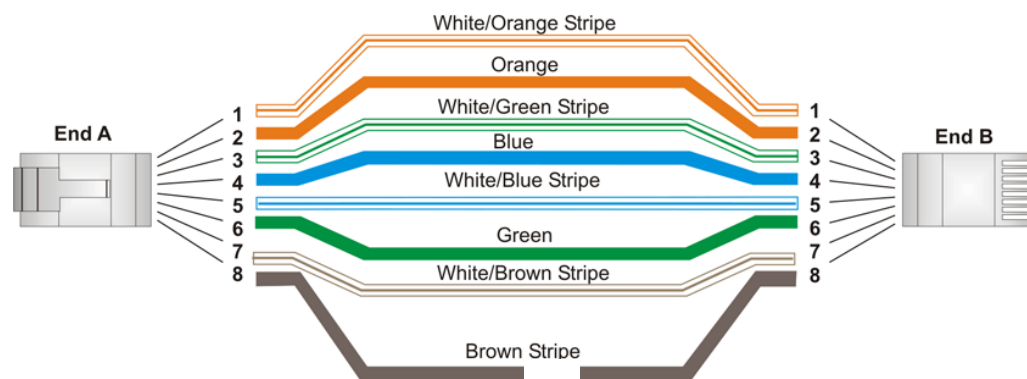 White/Orange Stripe
Orange
1 White/Green Stripe 1
End A 2 Blue 2 End B
3 3
4 White/Blue Stripe 4
5 5
6 6
7 Green 7
8 White/Brown Stripe 8
Brown Stripe